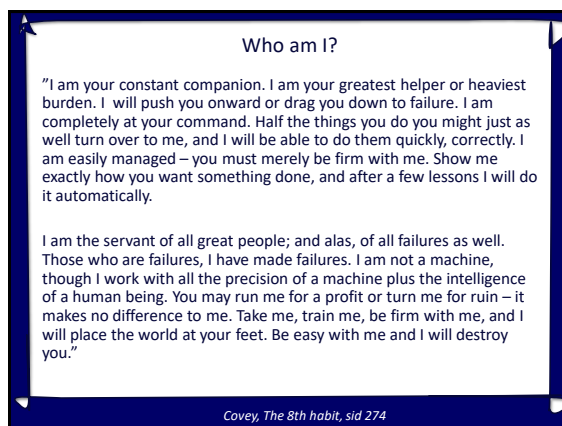 Who am I?
”I am your constant companion. I am your greatest helper or heaviest
burden. I  will push you onward or drag you down to failure. I am
completely at your command. Half the things you do you might just as
well turn over to me, and I will be able to do them quickly, correctly. I
am easily managed – you must merely be firm with me. Show me
exactly how you want something done, and after a few lessons I will do
it automatically.
I am the servant of all great people; and alas, of all failures as well.
Those who are failures, I have made failures. I am not a machine,
though I work with all the precision of a machine plus the intelligence
of a human being. You may run me for a profit or turn me for ruin – it
makes no difference to me. Take me, train me, be firm with me, and I
will place the world at your feet. Be easy with me and I will destroy
you.”
Covey, The 8th habit, sid 274